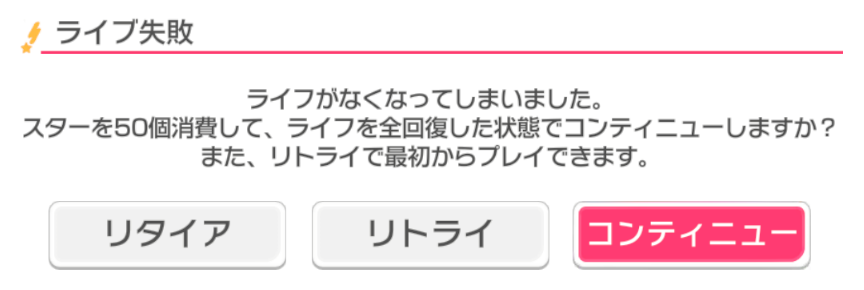 ライブ失敗
ライフがなくなってしまいました。
スターを50個消費して、ライフを全回復した状態でコンティニューしますか？
また、リトライで最初からプレイできます。
リタイア
リトライ
コンティニュー